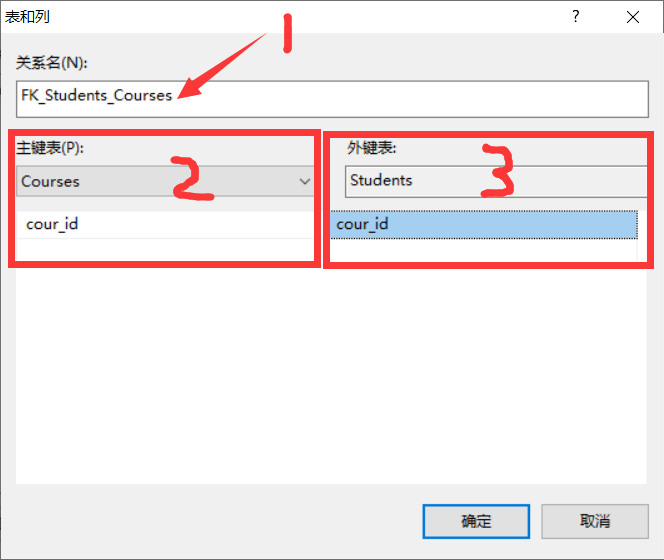 表和列
?
1
关系名(N):
FK_Students_Courses
主键表(P):
外键表:
Courses
2
Students
3
cour_id
cour_id
确定
取消